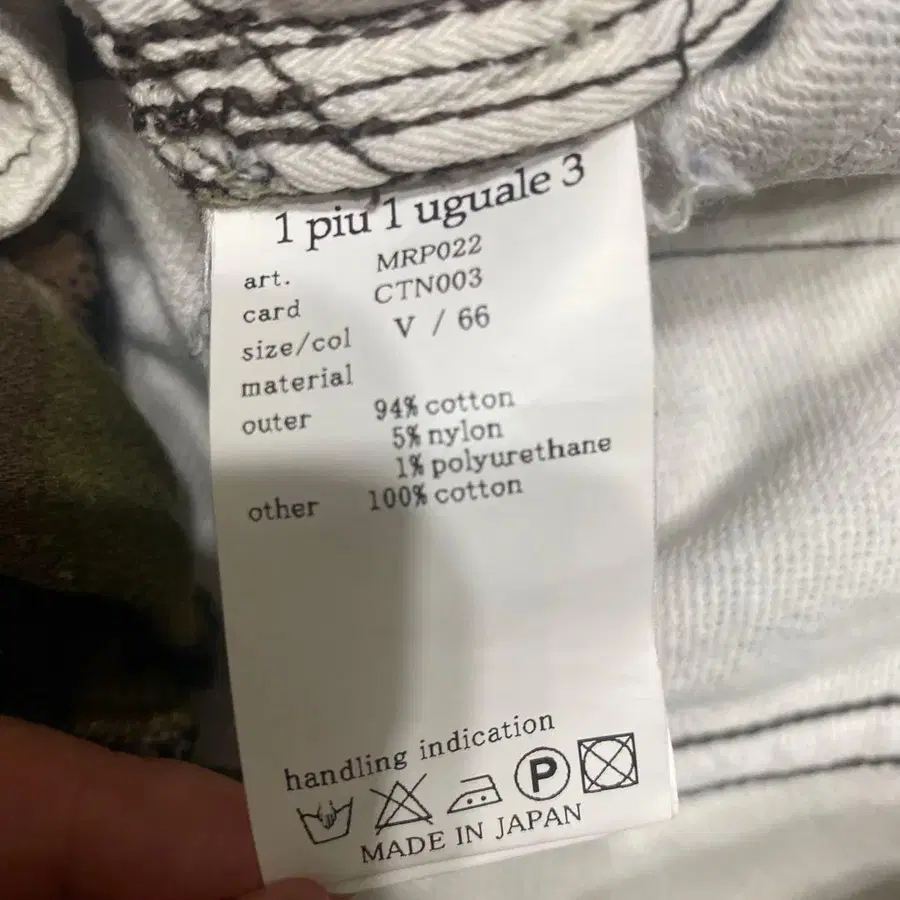 1 piu 1 uguale 3
art. MRP022
card CTN003
size/col V / 66
material
outer 94% cotton
5% nylon
1% polyurethane
other 100% cotton
handling indication
P
MADE IN JAPAN